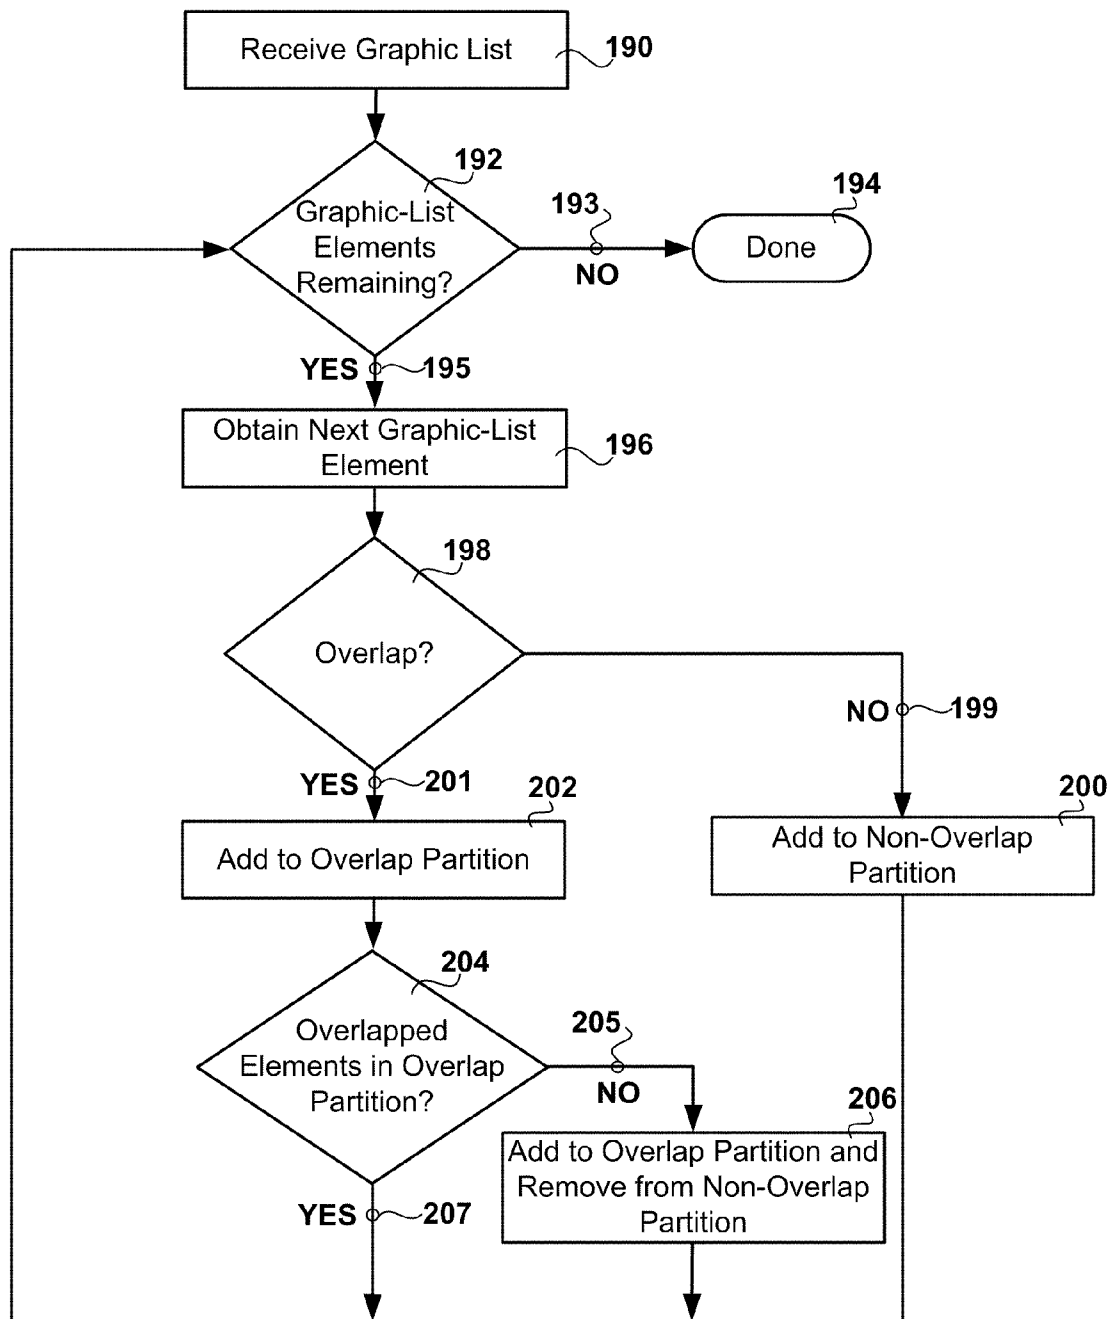 Receive Graphic List
190
192
Graphic-List
Elements
Remaining?
193
NO
194
Done
YES
195
Obtain Next Graphic-List
Element
196
198
Overlap?
NO
199
YES
201
202
Add to Overlap Partition
200
Add to Non-Overlap
Partition
204
Overlapped
Elements in Overlap
Partition?
205
NO
206
Add to Overlap Partition and
Remove from Non-Overlap
Partition
YES
207